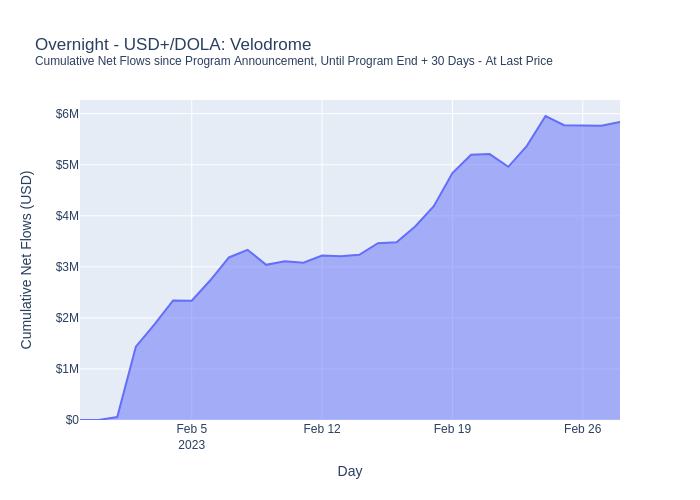 Overnight - USD+/DOLA: Velodrome
Cumulative Net Flows since Program Announcement, Until Program End + 30 Days - At Last Price
$6M
$5M
$4M
$3M
$2M
$1M
$0
Cumulative Net Flows (USD)
Feb 5
2023
Feb 12
Feb 19
Feb 26
Day